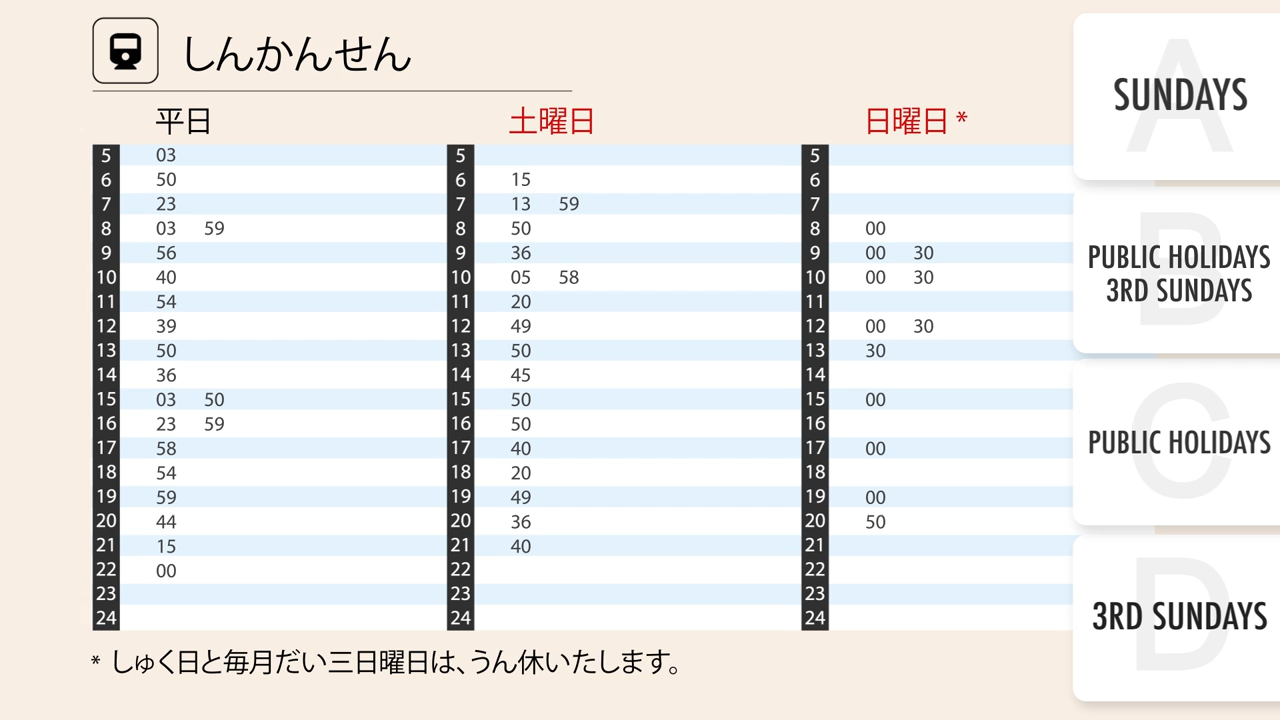 しんかんせん
平日 土曜日 日曜日 *
5 03 5 5
6 50 6 15 6
7 23 7 13 59 7
8 03 59 8 50 8 00
9 56 9 36 9 00 30
10 40 10 05 58 10 00 30
11 54 11 20 11
12 39 12 49 12 00 30
13 50 13 50 13 30
14 36 14 45 14
15 03 50 15 50 15 00
16 23 59 16 50 16
17 58 17 40 17 00
18 54 18 20 18
19 59 19 49 19 00
20 44 20 36 20 50
21 15 21 40 21
22 00 22 22
23 23 23
24 24 24
* しゅく日と毎月だい三日曜日は、うん休いたします。
A
SUNDAYS
B
PUBLIC HOLIDAYS
3RD SUNDAYS
C
PUBLIC HOLIDAYS
D
3RD SUNDAYS